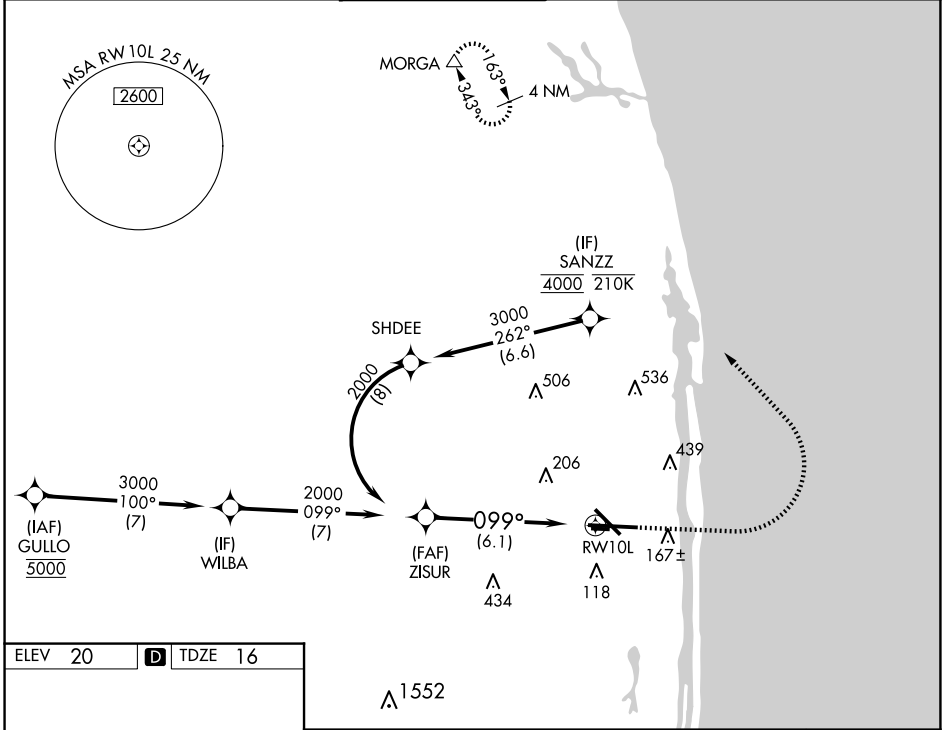 MSA RW 10L 25 NM
2600
MORGA
163°
343°
4 NM
(IF)
SANZZ
4000 210K
SHDEE
3000
262°
(6.6)
2000
(8)
506
536
439
206
3000
100°
(7)
2000
099°
(7)
099°
(6.1)
(IAF)
GULLO
5000
(IF)
WILBA
(FAF)
ZISUR
RW10L
167±
434
118
ELEV 20 D TDZE 16
1552